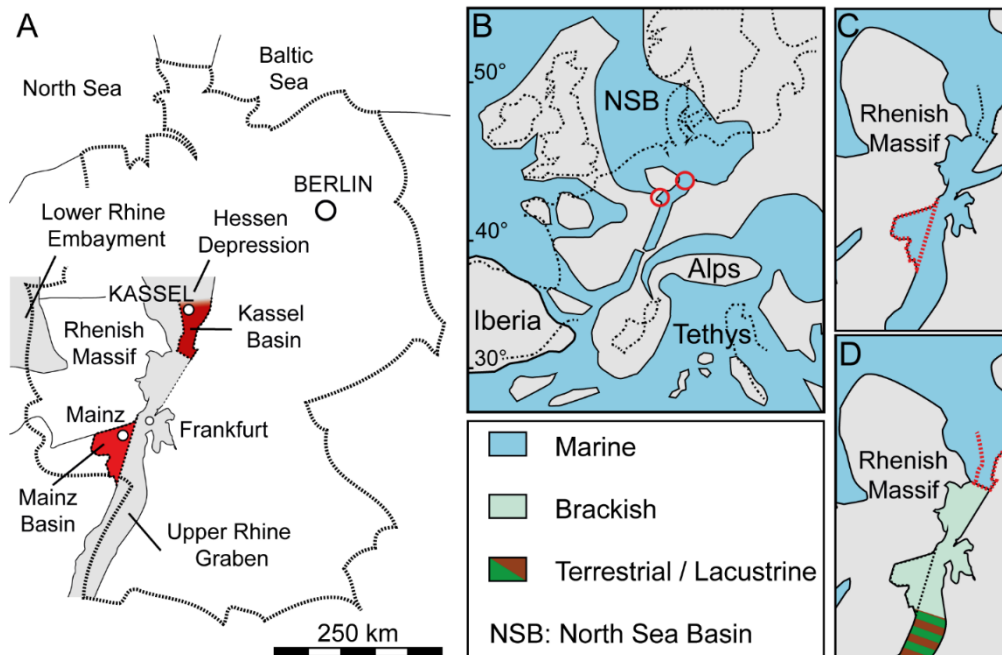 A
North Sea
Baltic
Sea
BERLIN
Lower Rhine
Embayment
Hessen
Depression
KASSEL
Kassel
Basin
Rhenish
Massif
Mainz
Frankfurt
Mainz
Basin
Upper Rhine
Graben
250 km
B
50°
NSB
40°
Alps
Iberia
Tethys
30°
Marine
Brackish
Terrestrial / Lacustrine
NSB: North Sea Basin
C
Rhenish
Massif
D
Rhenish
Massif